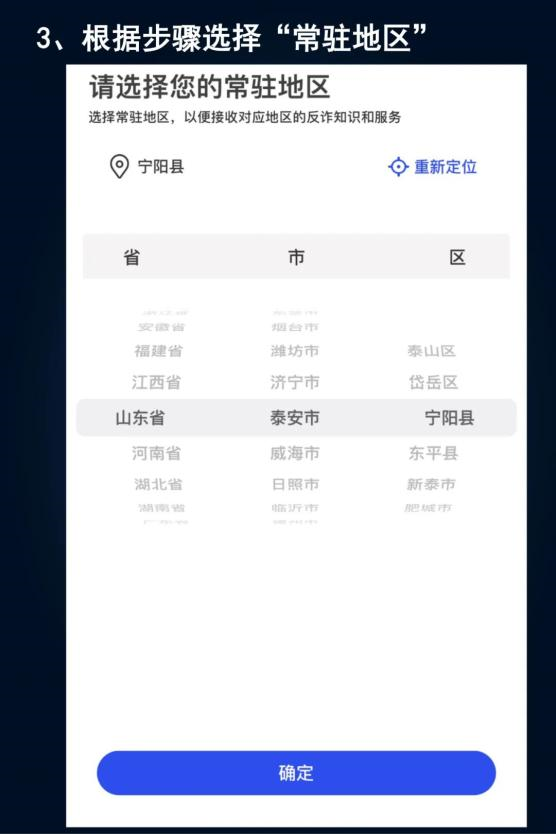 3、根据步骤选择“常驻地区”
请选择您的常驻地区
选择常驻地区，以便接收对应地区的反诈知识和服务
宁阳县 重新定位
省 市 区
安徽省 烟台市
福建省 潍坊市 泰山区
江西省 济宁市 岱岳区
山东省 泰安市 宁阳县
河南省 威海市 东平县
湖北省 日照市 新泰市
湖南省 临沂市 肥城市
确定